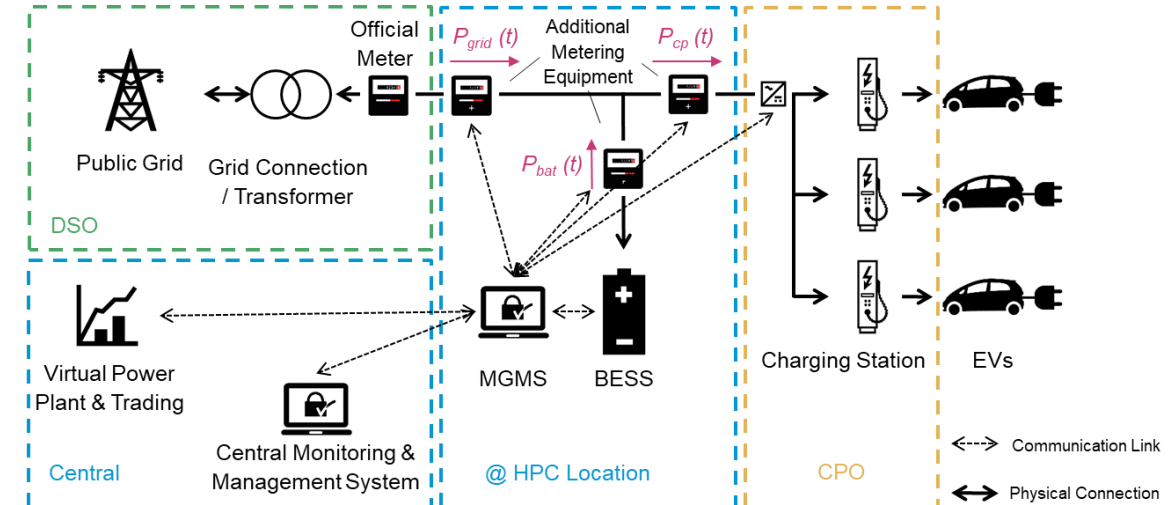 Official
Meter
P_grid (t)
Additional
Metering
Equipment
P_cp (t)
Public Grid
Grid Connection
/ Transformer
P_bat (t)
DSO
Virtual Power
Plant & Trading
MGMS
BESS
Charging Station
EVs
Central Monitoring &
Management System
Central
@ HPC Location
CPO
Communication Link
Physical Connection